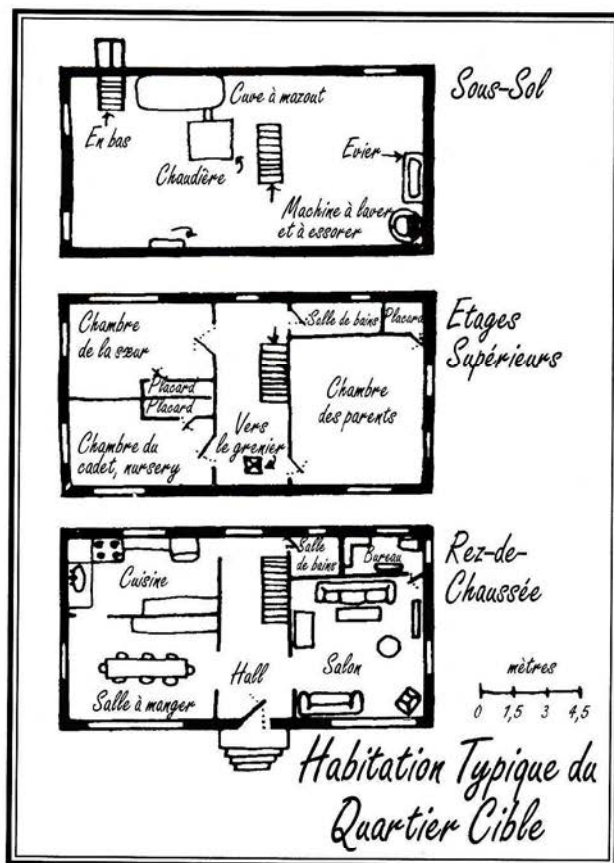 Sous-Sol
Cuve à mazout
En bas
Chaudière
Evier
Machine à laver
et à essorer
Etages
Supérieurs
Chambre
de la sœur
Salle de bains
Placard
Placard
Placard
Chambre
des parents
Chambre du
cadet, nursery
Vers
le grenier
Rez-de-
Chaussée
Cuisine
Salle
de bains
Bureau
Salle à manger
Hall
Salon
mètres
0 1,5 3 4,5
Habitation Typique du
Quartier Cible